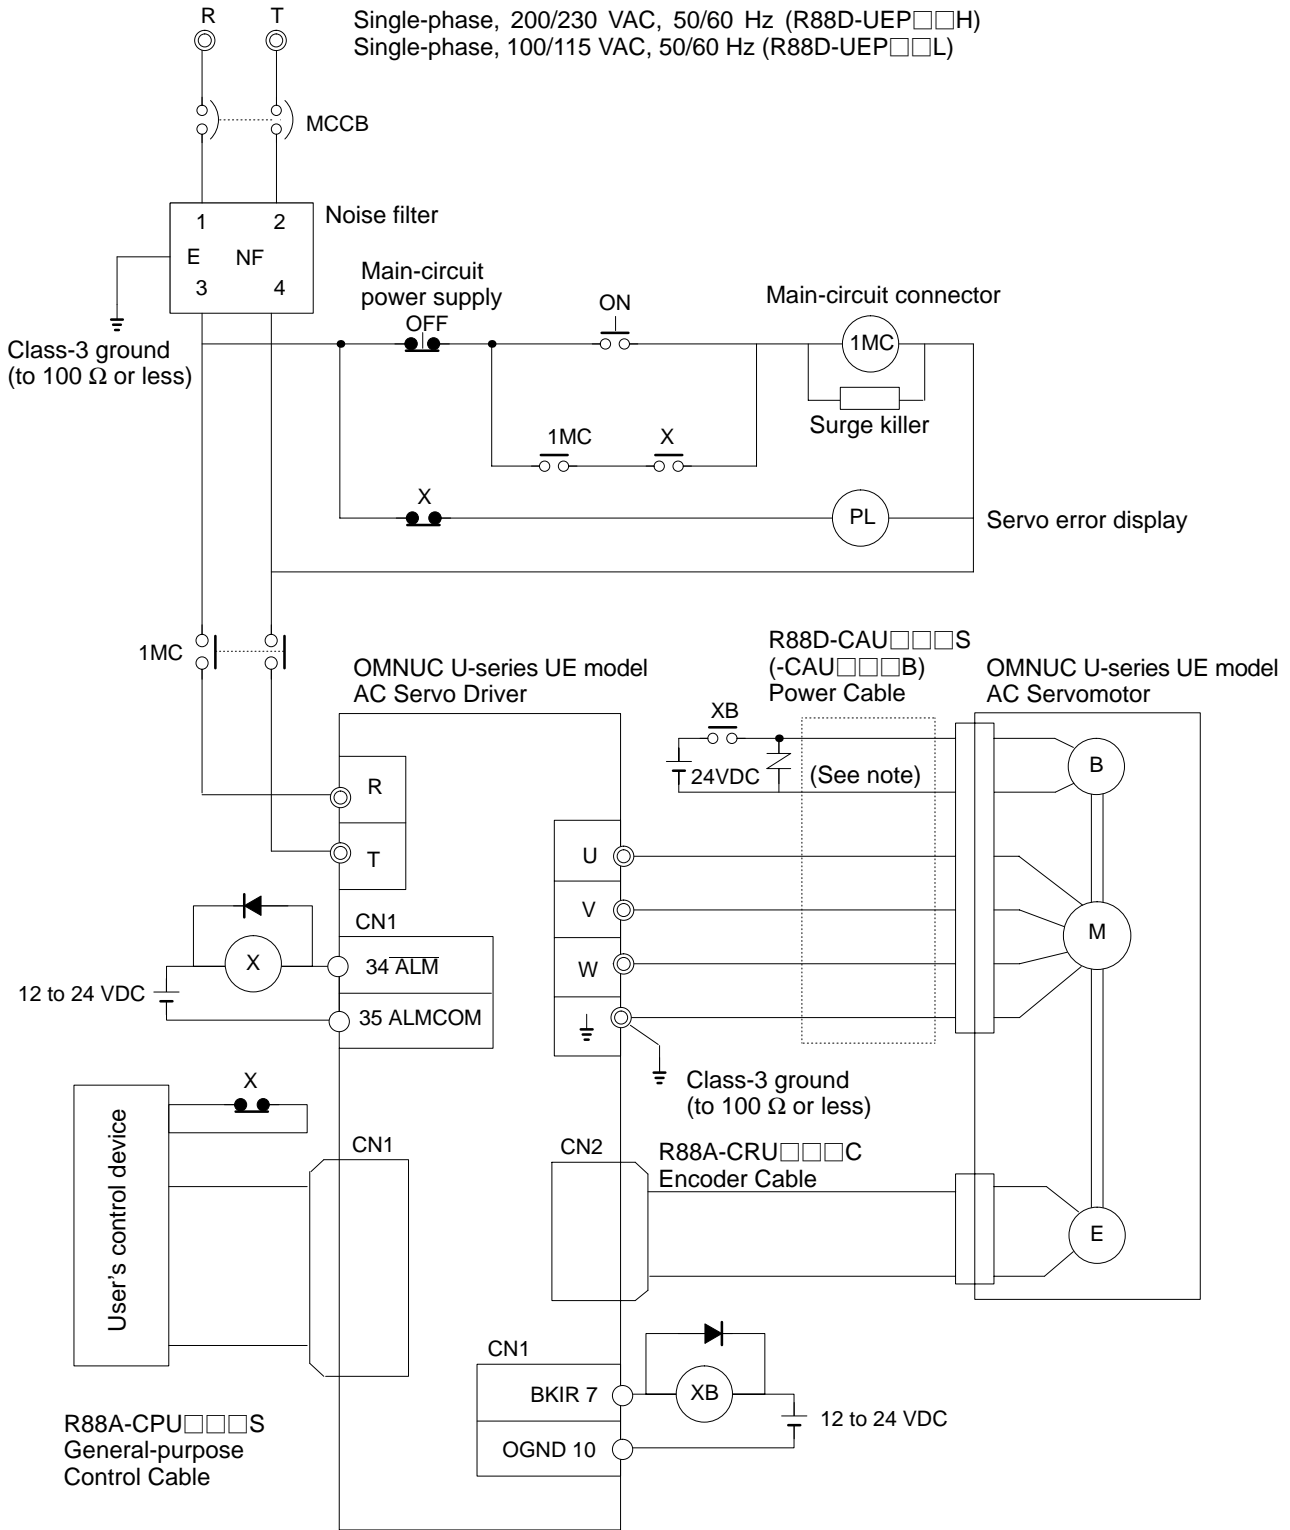 R T Single-phase, 200/230 VAC, 50/60 Hz (R88D-UEP□□H)
Single-phase, 100/115 VAC, 50/60 Hz (R88D-UEP□□L)
MCCB
Noise filter
1 2
E NF
3 4
Class-3 ground
(to 100 Ω or less)
Main-circuit
power supply
OFF
ON
Main-circuit connector
1MC
Surge killer
1MC X
X
PL
Servo error display
1MC
OMNUC U-series UE model
AC Servo Driver
R88D-CAU□□□S
(-CAU□□□B)
Power Cable
OMNUC U-series UE model
AC Servomotor
XB
24VDC
(See note)
B
R
T
U
V
W
M
CN1
X
34 ALM
12 to 24 VDC
35 ALMCOM
Class-3 ground
(to 100 Ω or less)
X
User's control device
CN1
CN2
R88A-CRU□□□C
Encoder Cable
E
CN1
BKIR 7
XB
12 to 24 VDC
OGND 10
R88A-CPU□□□S
General-purpose
Control Cable